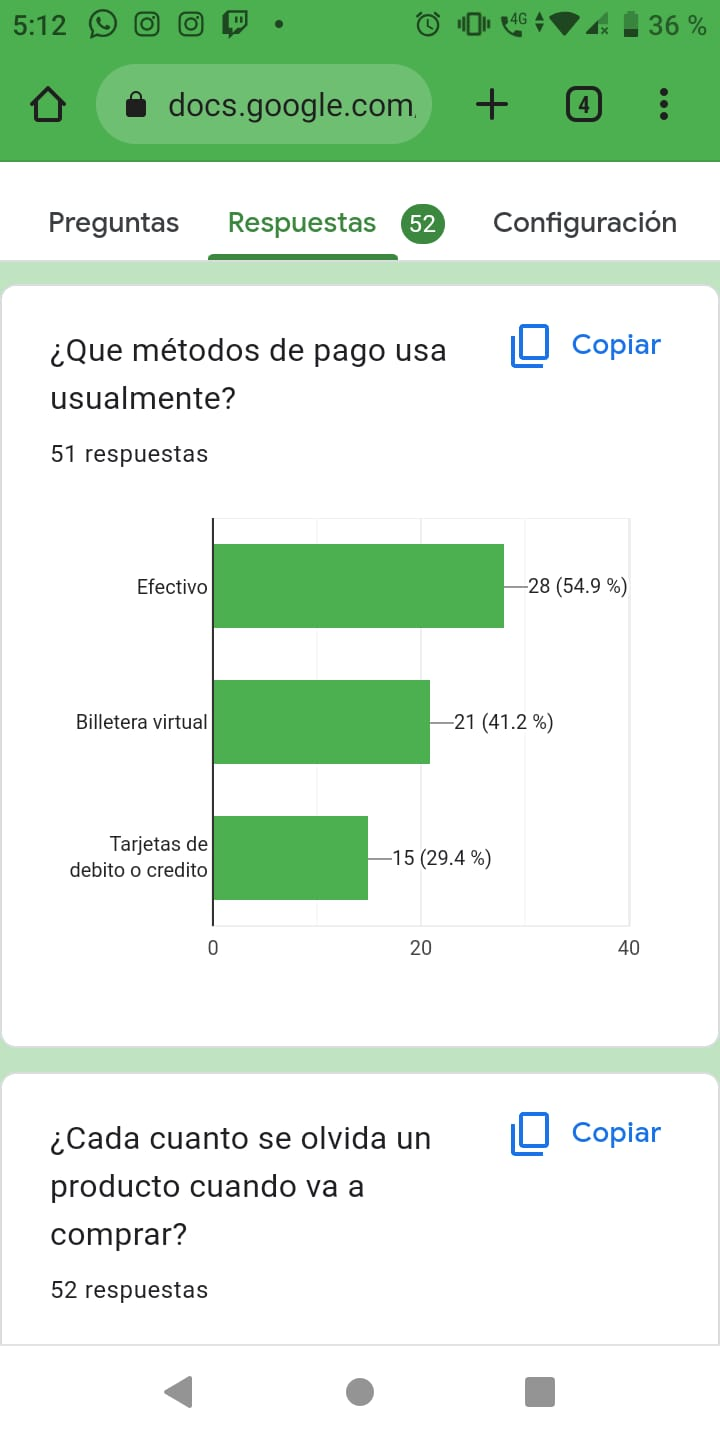 5:12
4G
36 %
docs.google.com
4
Preguntas
Respuestas
52
Configuración
¿Que métodos de pago usa
usualmente?
Copiar
51 respuestas
Efectivo
28 (54.9 %)
Billetera virtual
21 (41.2 %)
Tarjetas de
debito o credito
15 (29.4 %)
0
20
40
¿Cada cuanto se olvida un
producto cuando va a
comprar?
Copiar
52 respuestas